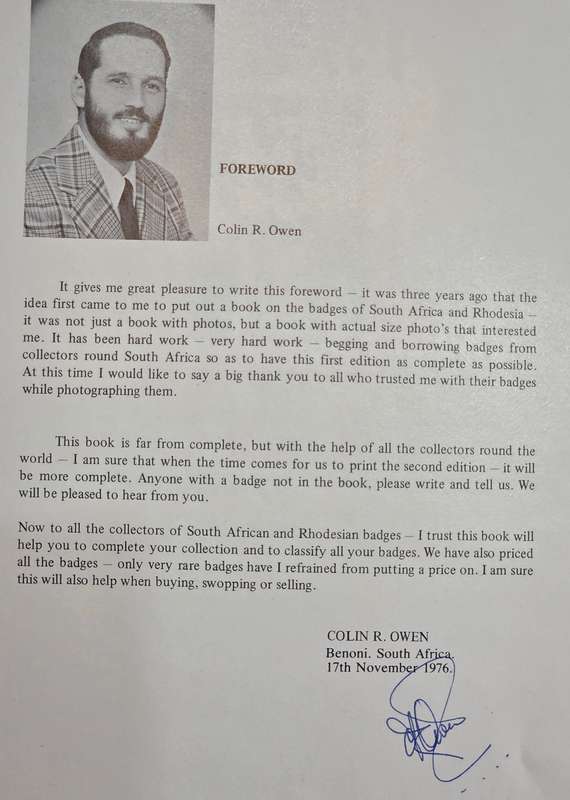 FOREWORD
Colin R. Owen
It gives me great pleasure to write this foreword — it was three years ago that the
idea first came to me to put out a book on the badges of South Africa and Rhodesia —
it was not just a book with photos, but a book with actual size photo's that interested
me. It has been hard work — very hard work — begging and borrowing badges from
collectors round South Africa so as to have this first edition as complete as possible.
At this time I would like to say a big thank you to all who trusted me with their badges
while photographing them.
This book is far from complete, but with the help of all the collectors round the
world — I am sure that when the time comes for us to print the second edition — it will
be more complete. Anyone with a badge not in the book, please write and tell us. We
will be pleased to hear from you.
Now to all the collectors of South African and Rhodesian badges — I trust this book will
help you to complete your collection and to classify all your badges. We have also priced
all the badges — only very rare badges have I refrained from putting a price on. I am sure
this will also help when buying, swopping or selling.
COLIN R. OWEN
Benoni. South Africa.
17th November 1976.